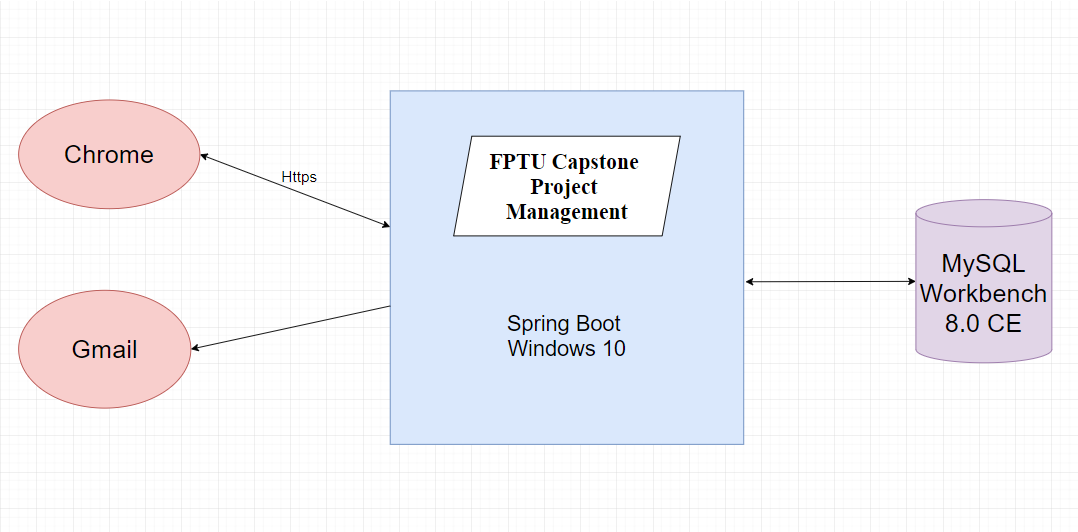 Chrome
Https
FPTU Capstone
Project
Management
Gmail
Spring Boot
Windows 10
MySQL
Workbench
8.0 CE